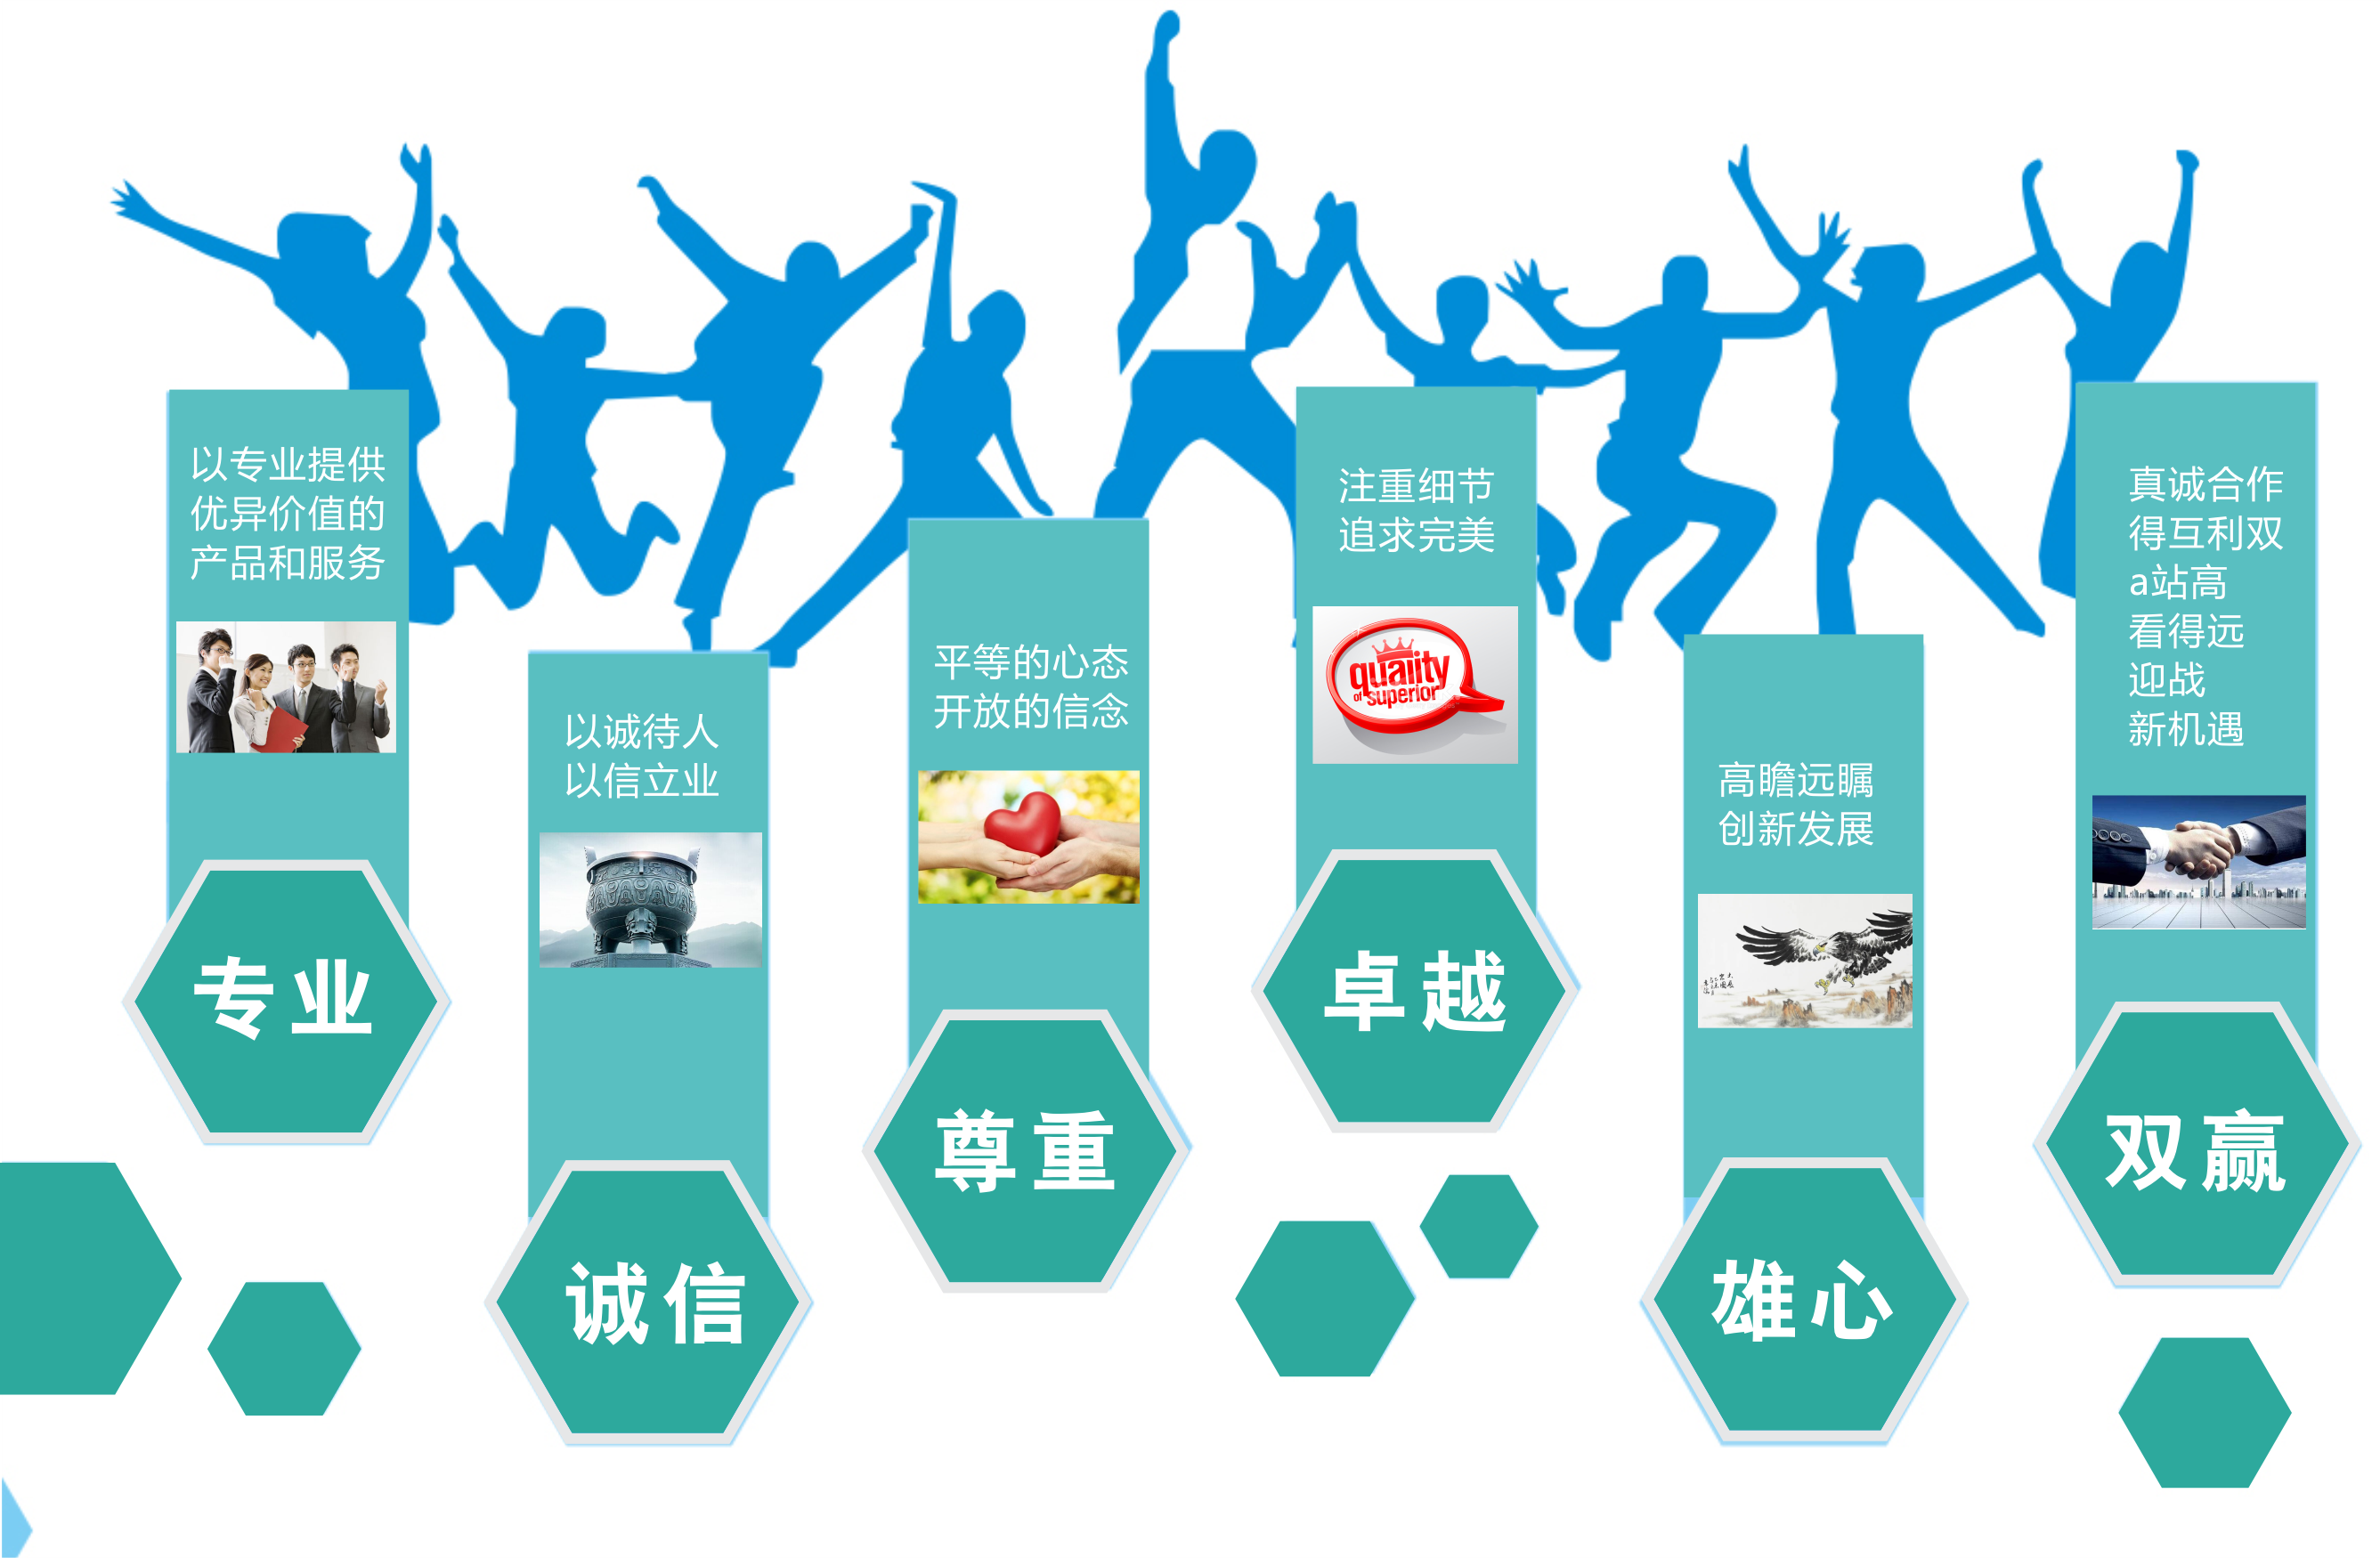 以专业提供
优异价值的
产品和服务
专业
以诚待人
以信立业
诚信
平等的心态
开放的信念
尊重
注重细节
追求完美
quaiity
of superior
卓越
高瞻远瞩
创新发展
雄心
真诚合作
得互利双
a站高
看得远
迎战
新机遇
双赢